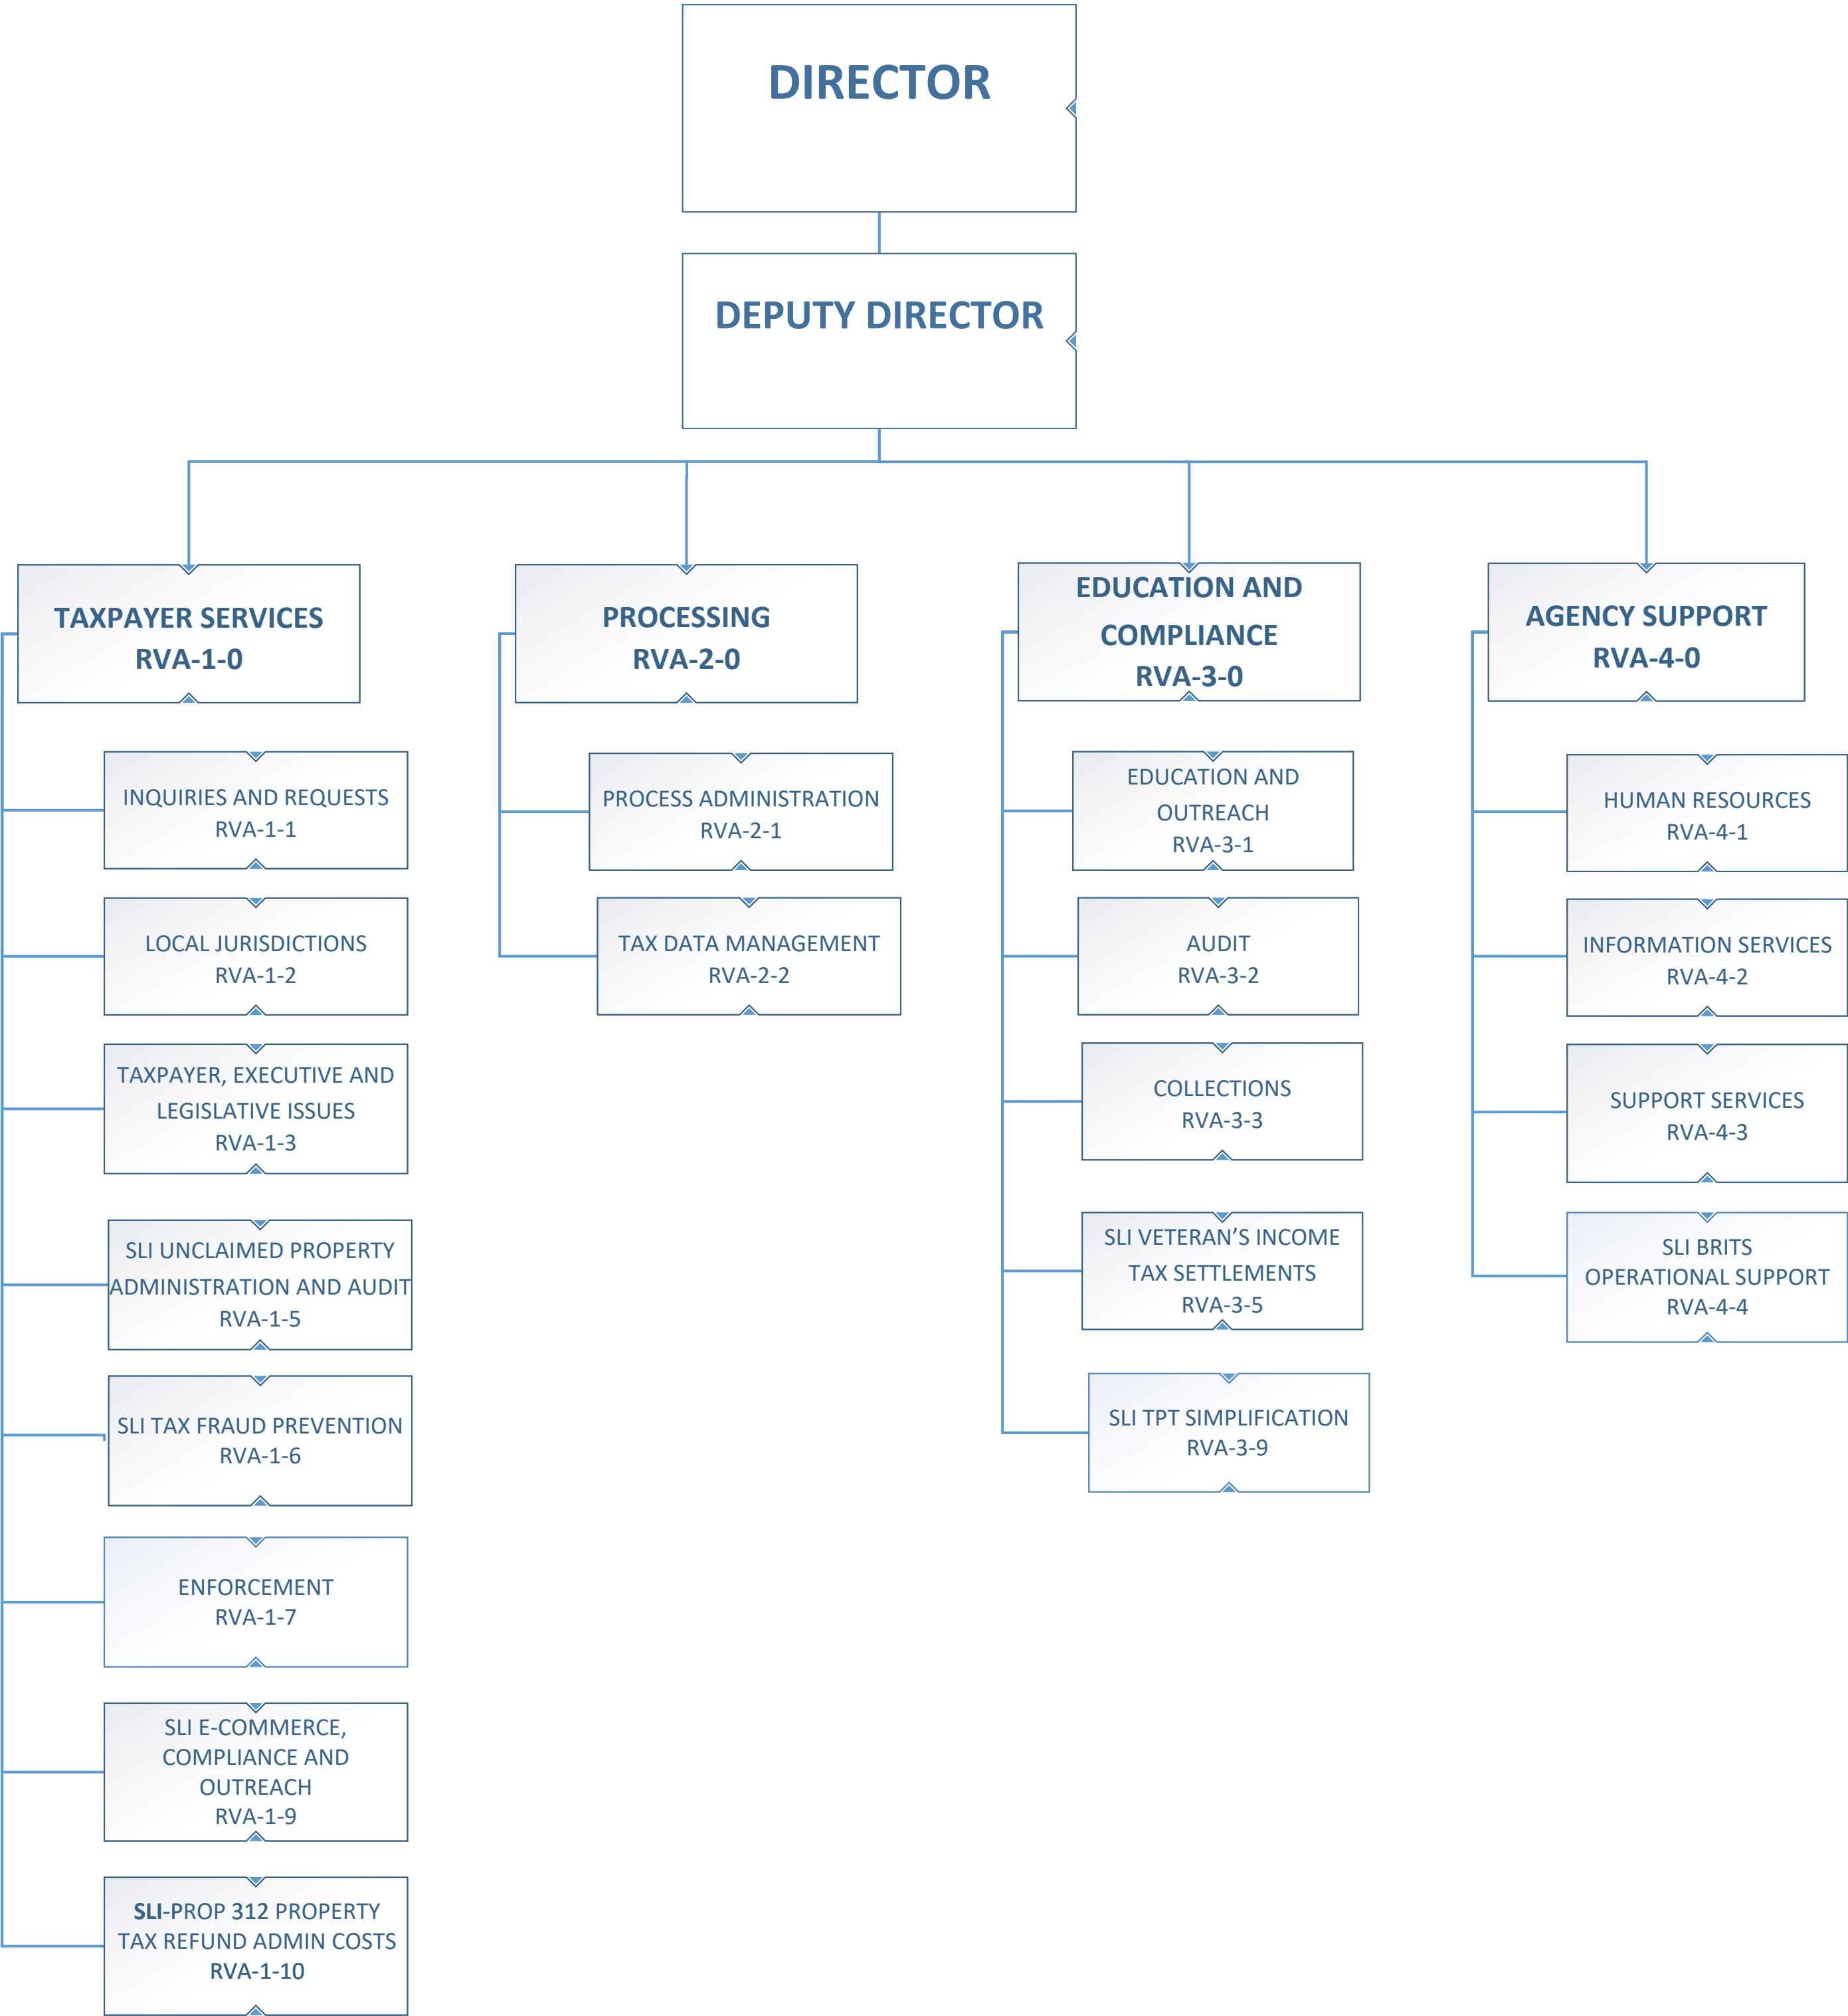 DIRECTOR
DEPUTY DIRECTOR
TAXPAYER SERVICES
RVA-1-0
INQUIRIES AND REQUESTS
RVA-1-1
LOCAL JURISDICTIONS
RVA-1-2
TAXPAYER, EXECUTIVE AND
LEGISLATIVE ISSUES
RVA-1-3
SLI UNCLAIMED PROPERTY
ADMINISTRATION AND AUDIT
RVA-1-5
SLI TAX FRAUD PREVENTION
RVA-1-6
ENFORCEMENT
RVA-1-7
SLI E-COMMERCE,
COMPLIANCE AND
OUTREACH
RVA-1-9
SLI-PROP 312 PROPERTY
TAX REFUND ADMIN COSTS
RVA-1-10
PROCESSING
RVA-2-0
PROCESS ADMINISTRATION
RVA-2-1
TAX DATA MANAGEMENT
RVA-2-2
EDUCATION AND
COMPLIANCE
RVA-3-0
EDUCATION AND
OUTREACH
RVA-3-1
AUDIT
RVA-3-2
COLLECTIONS
RVA-3-3
SLI VETERAN’S INCOME
TAX SETTLEMENTS
RVA-3-5
SLI TPT SIMPLIFICATION
RVA-3-9
AGENCY SUPPORT
RVA-4-0
HUMAN RESOURCES
RVA-4-1
INFORMATION SERVICES
RVA-4-2
SUPPORT SERVICES
RVA-4-3
SLI BRITS
OPERATIONAL SUPPORT
RVA-4-4